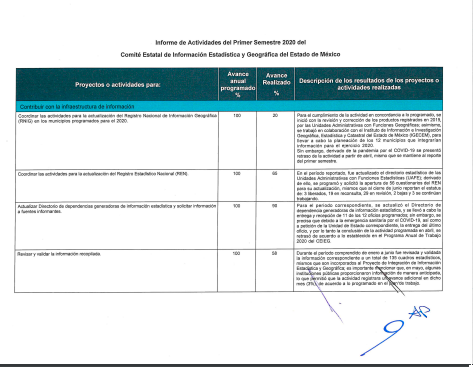 Informe de Actividades del Primer Semestre 2020 del
Comité Estatal de Información Estadística y Geográfica del Estado de México
Proyectos o actividades para:
Avance
anual
programado
%
Avance
Realizado
%
Descripción de los resultados de los proyectos o
actividades realizadas
Contribuir con la infraestructura de información
Coordinar las actividades para la actualización del Registro Nacional de Información Geográfica
(RNIG) en los municipios programados para el 2020.
100
20
Para el cumplimiento de la actividad en concordancia a lo programado, se
inició con la revisión y corrección de los productos registrados en 2019,
por las Unidades Administrativas con Funciones Geográficas; asimismo,
se trabajó en colaboración con el Instituto de Información e Investigación
Geográfica, Estadística y Catastral del Estado de México (IGECEM), para
llevar a cabo la planeación de los 12 municipios que integrarán
información para el ejercicio 2020.
Sin embargo, derivado de la pandemia por el COVID-19 se presentó
retraso de la actividad a partir de abril, mismo que se mantiene al reporte
del primer semestre.
Coordinar las actividades para la actualización del Registro Estadístico Nacional (REN).
100
65
En el periodo reportado, fue actualizado el directorio estadístico de las
Unidades Administrativas con Funciones Estadísticas (UAFE); derivado
de ello, se programó y solicitó la apertura de 56 cuestionarios del REN
para su actualización, mismos que al cierre de junio reportan el estatus
de: 3 liberados, 19 en reconsulta, 29 en revisión, 2 bajas y 3 se continúan
trabajando.
Actualizar Directorio de dependencias generadoras de información estadística y solicitar información
a fuentes informantes.
100
90
Para el periodo correspondiente, se actualizó el Directorio de
dependencias generadoras de información estadística, y se llevó a cabo la
entrega y recepción de 11 de los 12 oficios programados; sin embargo, se
precisa que debido a la emergencia sanitaria por el COVID-19, así como
a petición de la Unidad de Estado correspondiente, la entrega del último
oficio, y por lo tanto la conclusión de la actividad programada en abril, se
retrasó de acuerdo a lo establecido en el Programa Anual de Trabajo
2020 del CEIEG.
Revisar y validar la información recopilada.
100
58
Durante el periodo comprendido de enero a junio fue revisada y validada
la información correspondiente a un total de 135 cuadros estadísticos,
mismos que son incorporados al Proyecto de Integración de Información
Estadística y Geográfica; es importante mencionar que, en mayo, algunas
instituciones públicas proporcionaron información de manera anticipada,
lo que permitió que la actividad registrara un avance adicional en dicho
mes (3%) de acuerdo a lo programado en el periodo trabajo.
AP